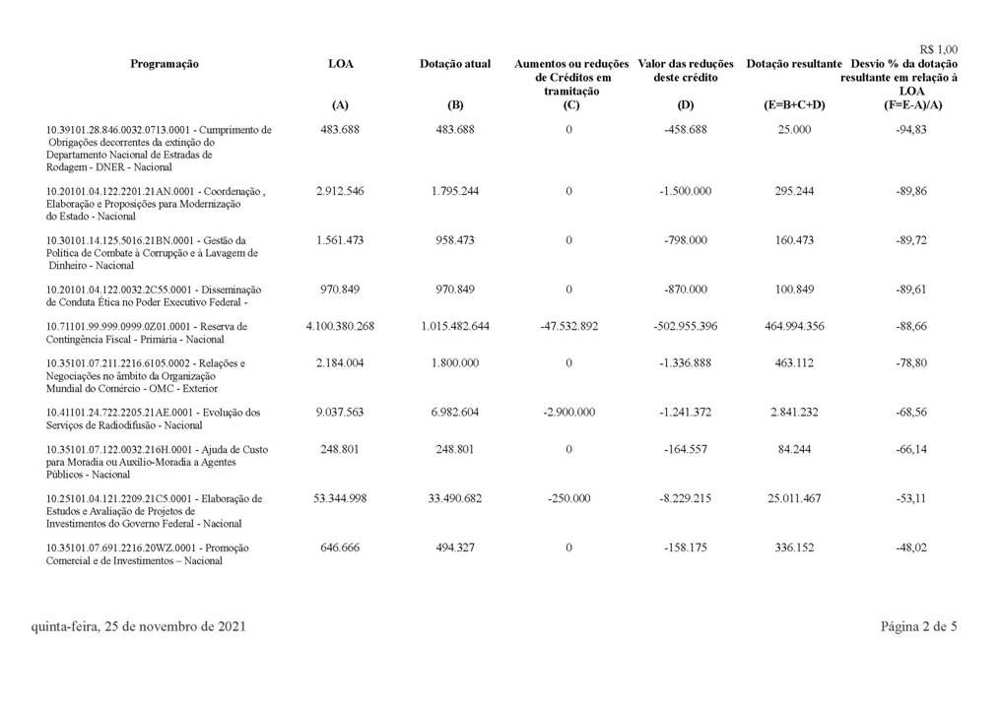 R$ 1,00
Programação LOA Dotação atual Aumentos ou reduções Valor das reduções Dotação resultante Desvio % da dotação
de Créditos em deste crédito resultante em relação à
tramitação LOA
(A) (B) (C) (D) (E=B+C+D) (F=E-A)/A)
10.39101.28.846.0032.0713.0001 - Cumprimento de 483.688 483.688 0 -458.688 25.000 -94,83
Obrigações decorrentes da extinção do
Departamento Nacional de Estradas de
Rodagem - DNER - Nacional
10.20101.04.122.2201.21AN.0001 - Coordenação , 2.912.546 1.795.244 0 -1.500.000 295.244 -89,86
Elaboração e Proposições para Modernização
do Estado - Nacional
10.30101.14.125.5016.21BN.0001 - Gestão da 1.561.473 958.473 0 -798.000 160.473 -89,72
Política de Combate à Corrupção e à Lavagem de
Dinheiro - Nacional
10.20101.04.122.0032.2C55.0001 - Disseminação 970.849 970.849 0 -870.000 100.849 -89,61
de Conduta Ética no Poder Executivo Federal -
10.71101.99.999.0999.0Z01.0001 - Reserva de 4.100.380.268 1.015.482.644 -47.532.892 -502.955.396 464.994.356 -88,66
Contingência Fiscal - Primária - Nacional
10.35101.07.211.2216.6105.0002 - Relações e 2.184.004 1.800.000 0 -1.336.888 463.112 -78,80
Negociações no âmbito da Organização
Mundial do Comércio - OMC - Exterior
10.41101.24.722.2205.21AE.0001 - Evolução dos 9.037.563 6.982.604 -2.900.000 -1.241.372 2.841.232 -68,56
Serviços de Radiodifusão - Nacional
10.35101.07.122.0032.216H.0001 - Ajuda de Custo 248.801 248.801 0 -164.557 84.244 -66,14
para Moradia ou Auxílio-Moradia a Agentes
Públicos - Nacional
10.25101.04.121.2209.21C5.0001 - Elaboração de 53.344.998 33.490.682 -250.000 -8.229.215 25.011.467 -53,11
Estudos e Avaliação de Projetos de
Investimentos do Governo Federal - Nacional
10.35101.07.691.2216.20WZ.0001 - Promoção 646.666 494.327 0 -158.175 336.152 -48,02
Comercial e de Investimentos – Nacional
quinta-feira, 25 de novembro de 2021 Página 2 de 5